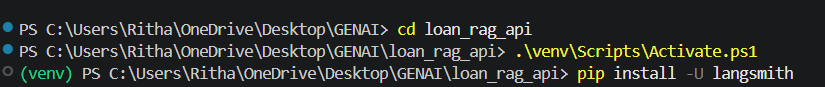 PS C:\Users\Ritha\OneDrive\Desktop\GENAI> cd loan_rag_api
PS C:\Users\Ritha\OneDrive\Desktop\GENAI\loan_rag_api> .\venv\Scripts\Activate.ps1
(venv) PS C:\Users\Ritha\OneDrive\Desktop\GENAI\loan_rag_api> pip install -U langsmith